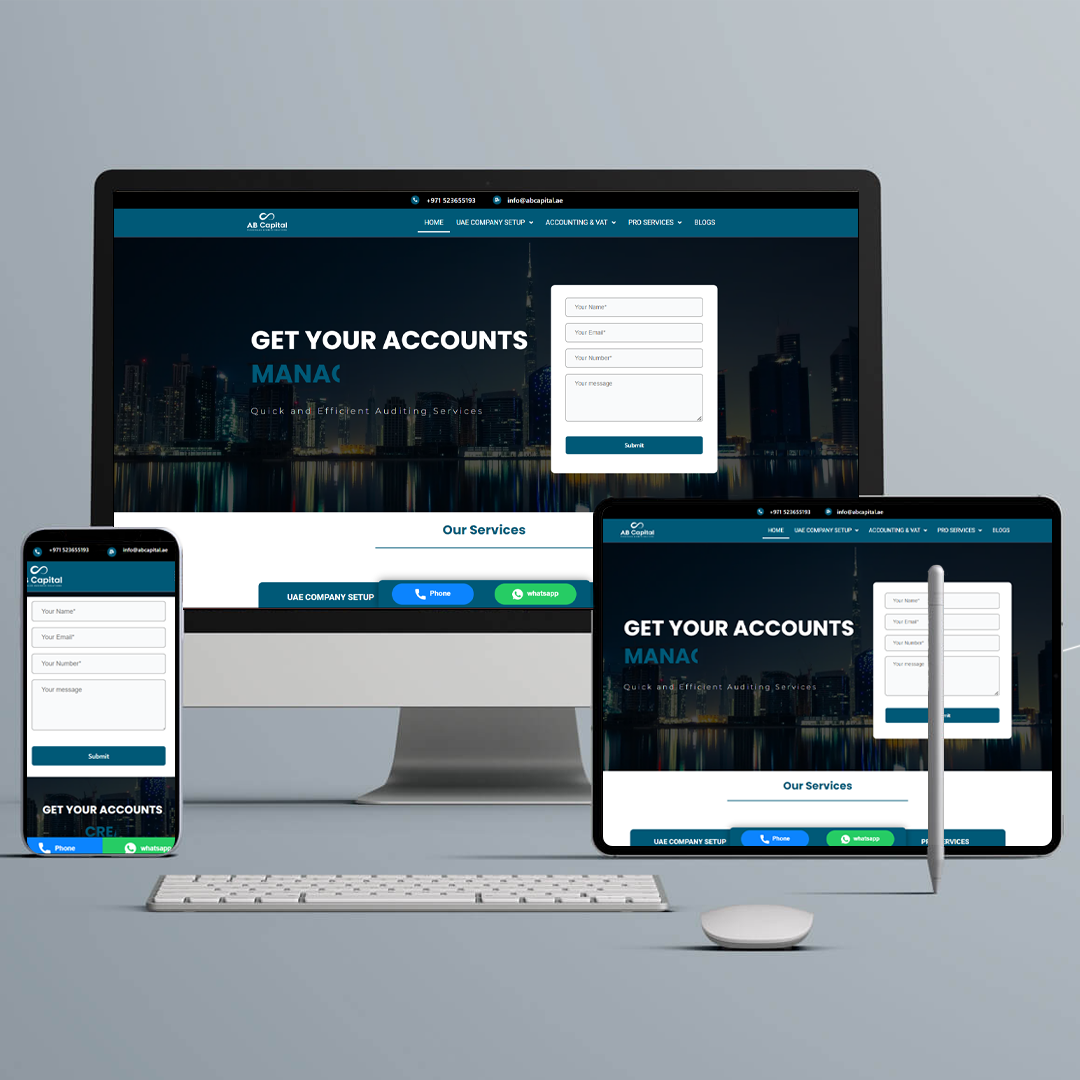 +971 523655193 info@abcapital.ae
AB Capital
HOME UAE COMPANY SETUP ACCOUNTING & VAT PRO SERVICES BLOGS
GET YOUR ACCOUNTS
MANAC
Quick and Efficient Auditing Services
Your Name*
Your Email*
Your Number*
Your message
Submit
Our Services
UAE COMPANY SETUP
Phone
whatsapp
+971 523655193 info@abcapital.ae
Capital
Your Name*
Your Email*
Your Number*
Your message
Submit
GET YOUR ACCOUNTS
CRE
Phone
whatsapp
+971 523655193 info@abcapital.ae
AB Capital
HOME UAE COMPANY SETUP ACCOUNTING & VAT PRO SERVICES BLOGS
GET YOUR ACCOUNTS
MANAC
Quick and Efficient Auditing Services
Your Name*
Your Email*
Your Number*
Your message
Our Services
UAE COMPANY SETUP
Phone
whatsapp